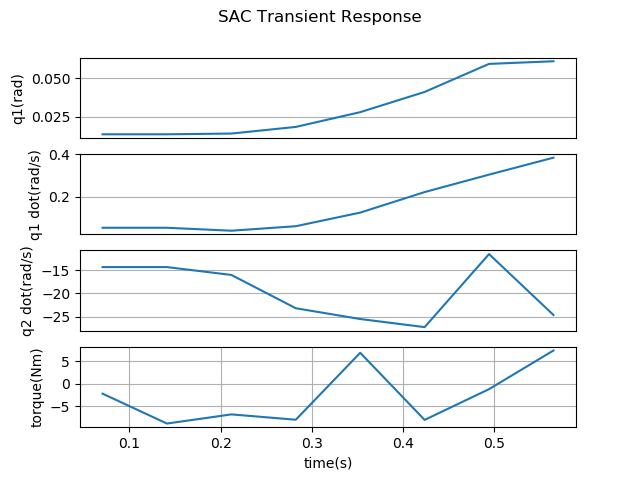 SAC Transient Response
0.050
0.025
q1(rad)
0.4
0.2
q1 dot(rad/s)
−15
−20
−25
q2 dot(rad/s)
5
0
−5
torque(Nm)
0.1 0.2 0.3 0.4 0.5
time(s)